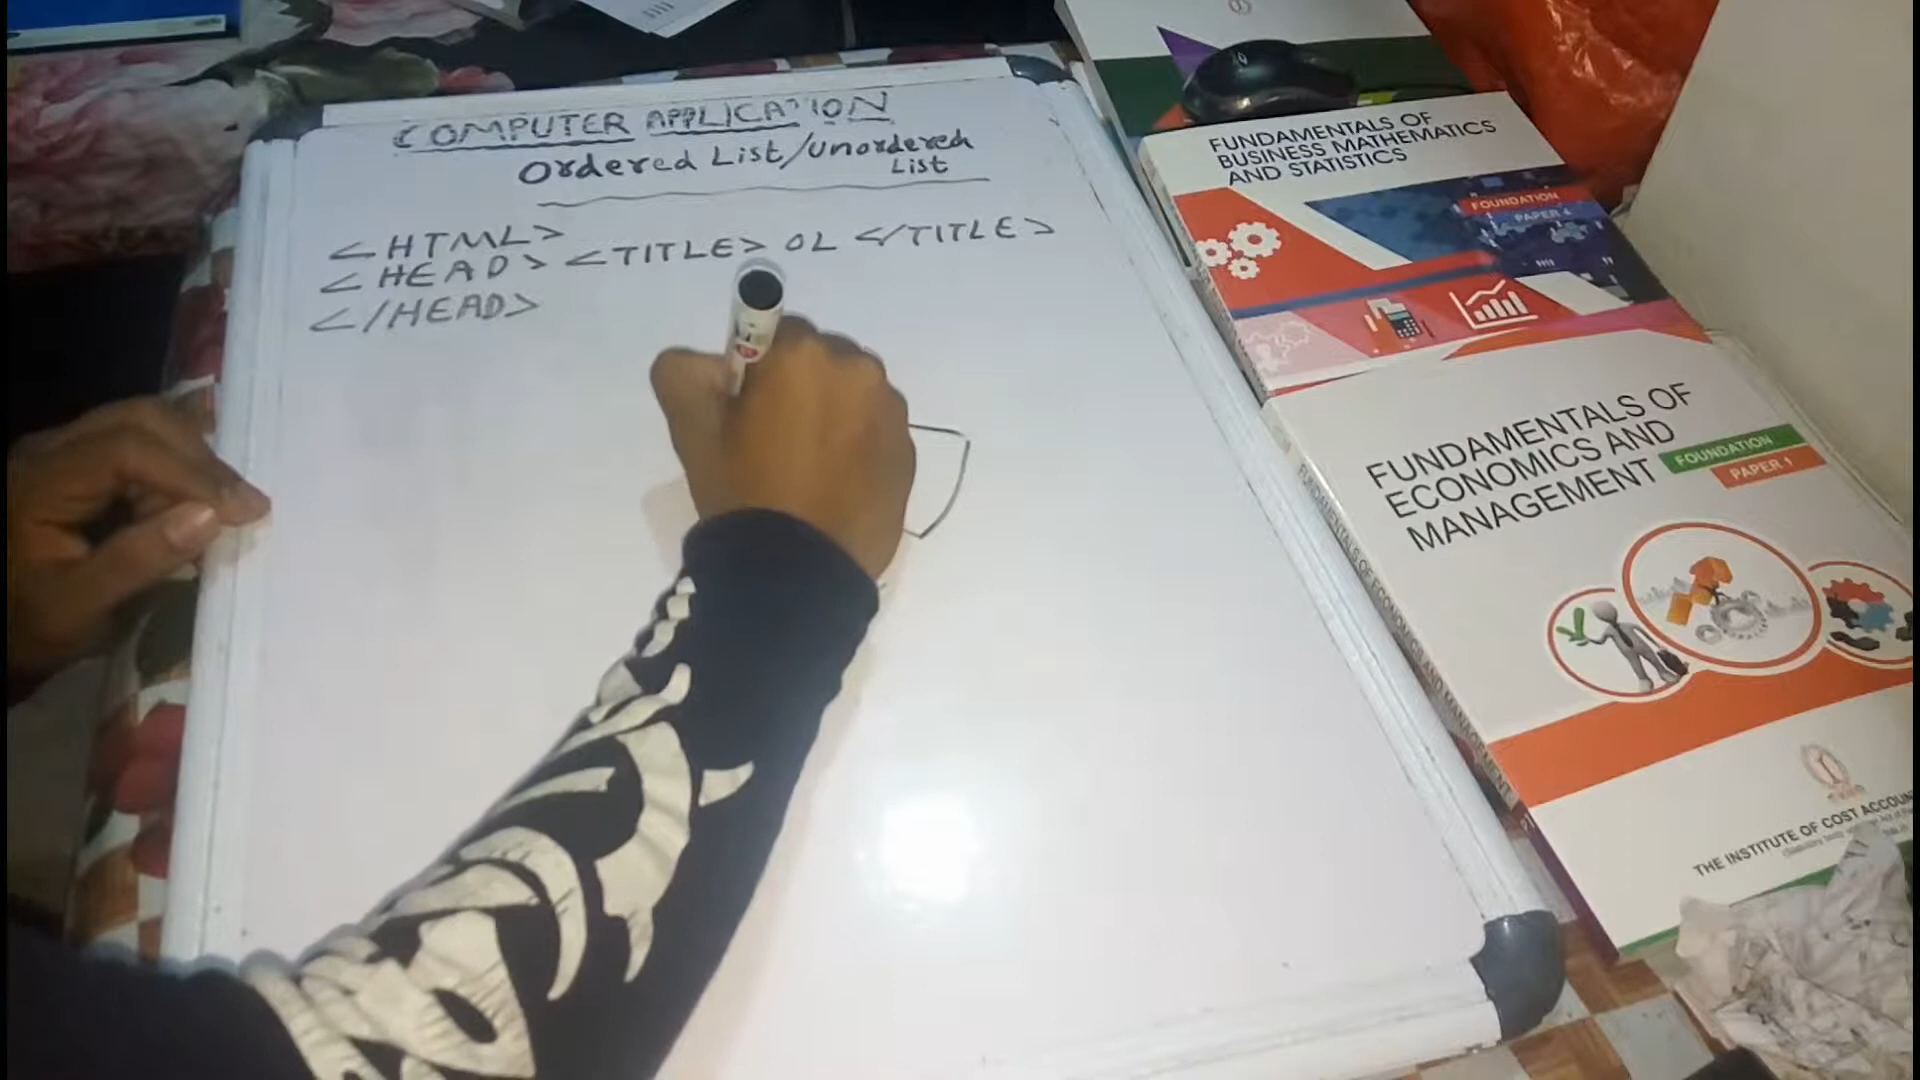 COMPUTER APPLICATION
Ordered List/unordered
List
<HTML>
<HEAD> <TITLE> OL </TITLE>
</HEAD>
FUNDAMENTALS OF
BUSINESS MATHEMATICS
AND STATISTICS
FOUNDATION
PAPER 4
FUNDAMENTALS OF
ECONOMICS AND
MANAGEMENT
FOUNDATION
PAPER 1
FUNDAMENTALS OF ECONOMICS AND MANAGEMENT
THE INSTITUTE OF COST ACCOUN